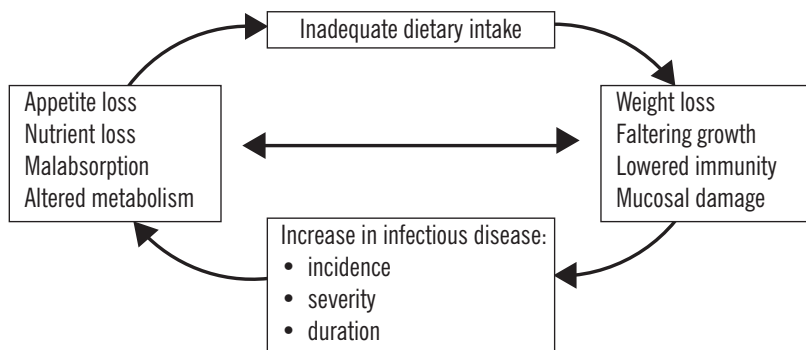 Inadequate dietary intake
Appetite loss
Nutrient loss
Malabsorption
Altered metabolism
Weight loss
Faltering growth
Lowered immunity
Mucosal damage
Increase in infectious disease:
• incidence
• severity
• duration